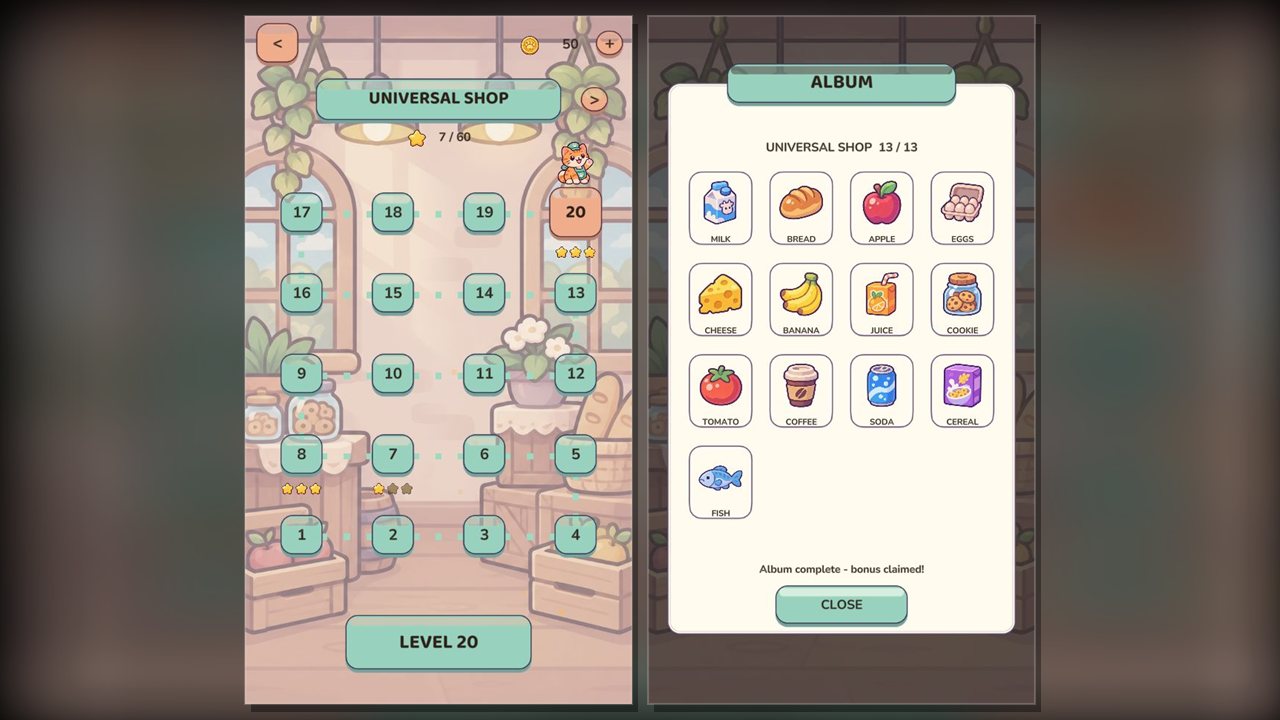 <
50
+
UNIVERSAL SHOP
>
7 / 60
17 18 19 20
16 15 14 13
9 10 11 12
8 7 6 5
1 2 3 4
LEVEL 20
ALBUM
UNIVERSAL SHOP 13 / 13
MILK BREAD APPLE EGGS
CHEESE BANANA JUICE COOKIE
TOMATO COFFEE SODA CEREAL
FISH
Album complete - bonus claimed!
CLOSE